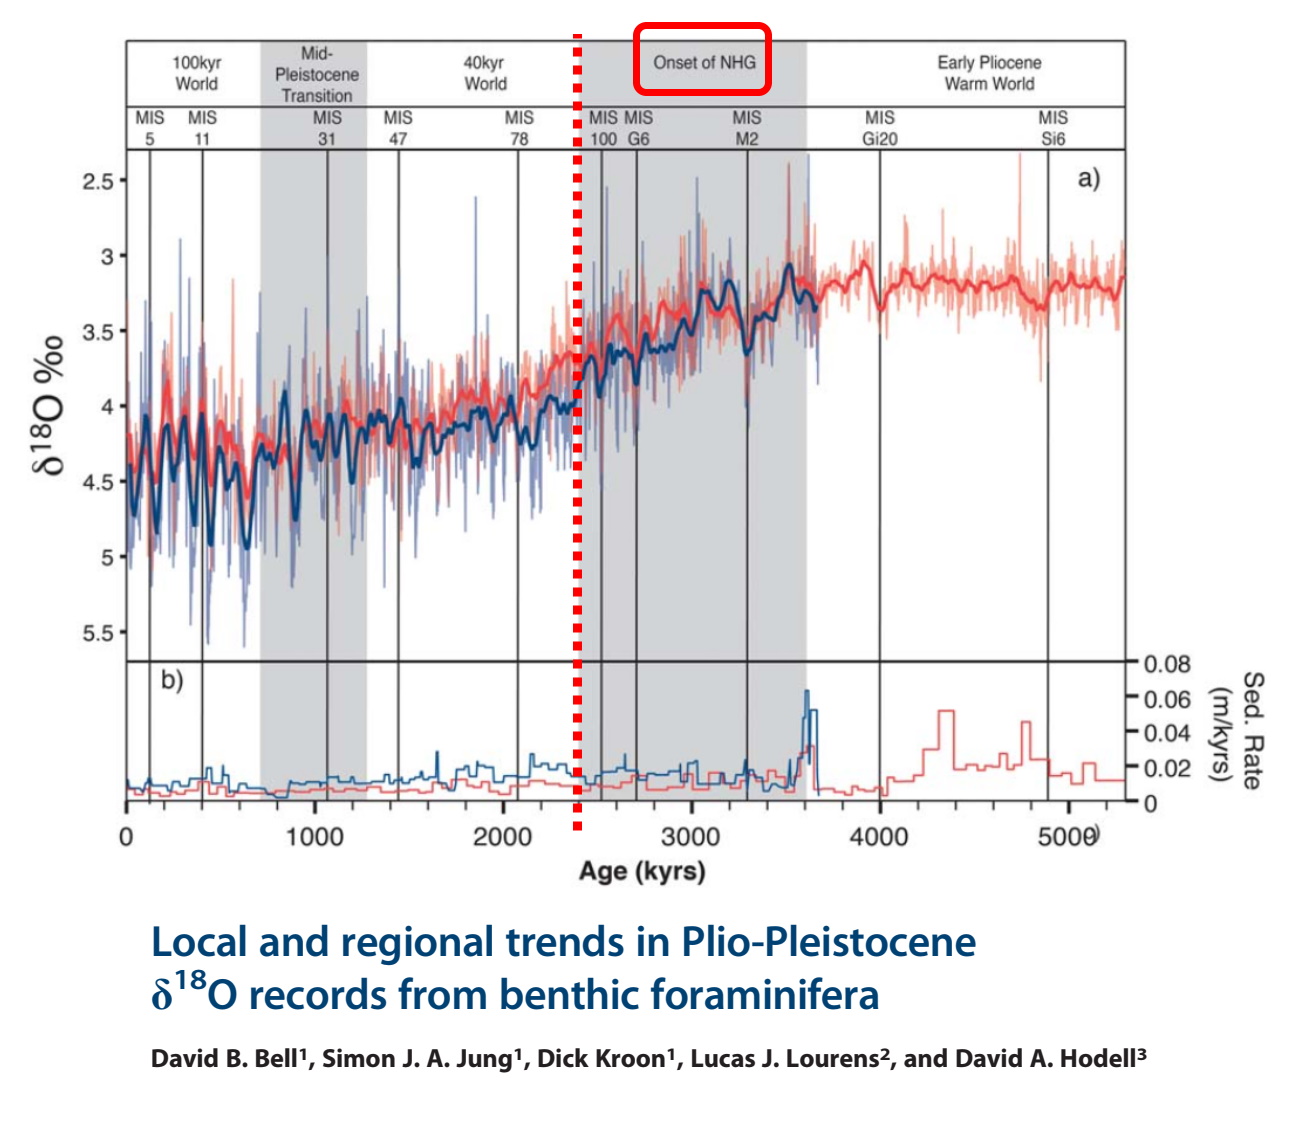 100kyr
World
Mid-
Pleistocene
Transition
40kyr
World
Onset of NHG
Early Pliocene
Warm World
MIS MIS MIS MIS MIS MIS MIS MIS MIS MIS
5 11 31 47 78 100 G6 M2 Gi20 Si6
a)
2.5
3
3.5
4
4.5
5
5.5
δ18O ‰
b)
0.08
0.06
0.04
0.02
0
Sed. Rate
(m/kyrs)
0 1000 2000 3000 4000 5000
Age (kyrs)
Local and regional trends in Plio-Pleistocene
δ18O records from benthic foraminifera
David B. Bell1, Simon J. A. Jung1, Dick Kroon1, Lucas J. Lourens2, and David A. Hodell3